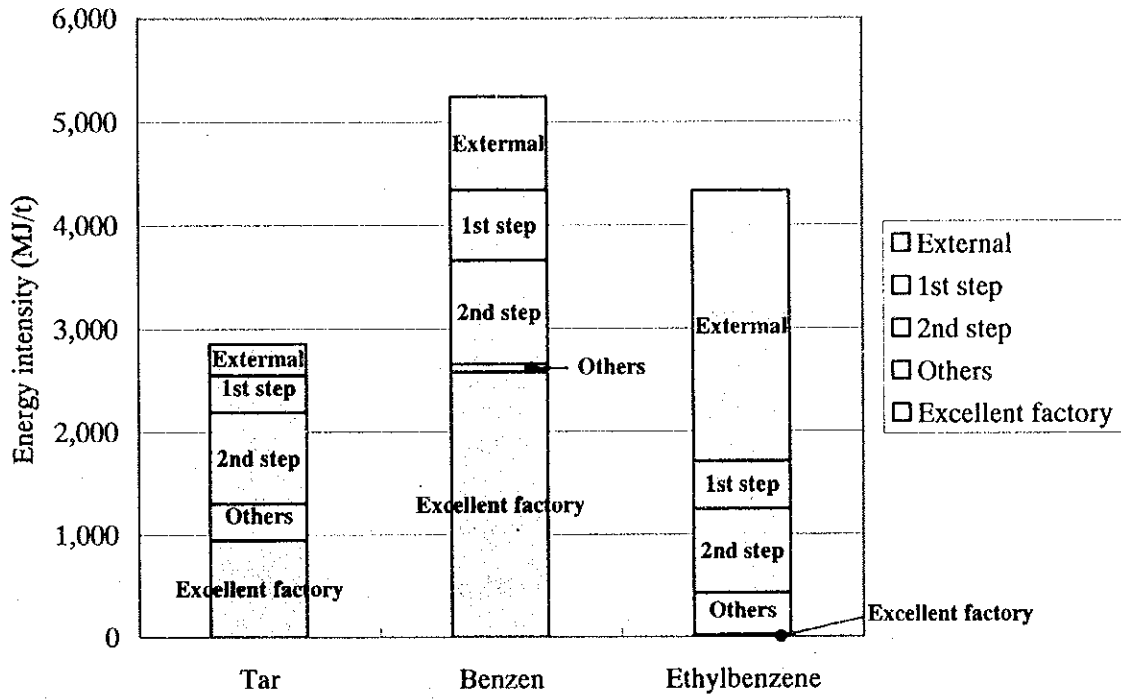 6,000
5,000
4,000
3,000
2,000
1,000
0
Energy intensity (MJ/t)
Extermal
1st step
2nd step
Others
Excellent factory
Extermal
1st step
2nd step
Others
Excellent factory
Extermal
1st step
2nd step
Others
Excellent factory
Tar
Benzen
Ethylbenzene
External
1st step
2nd step
Others
Excellent factory